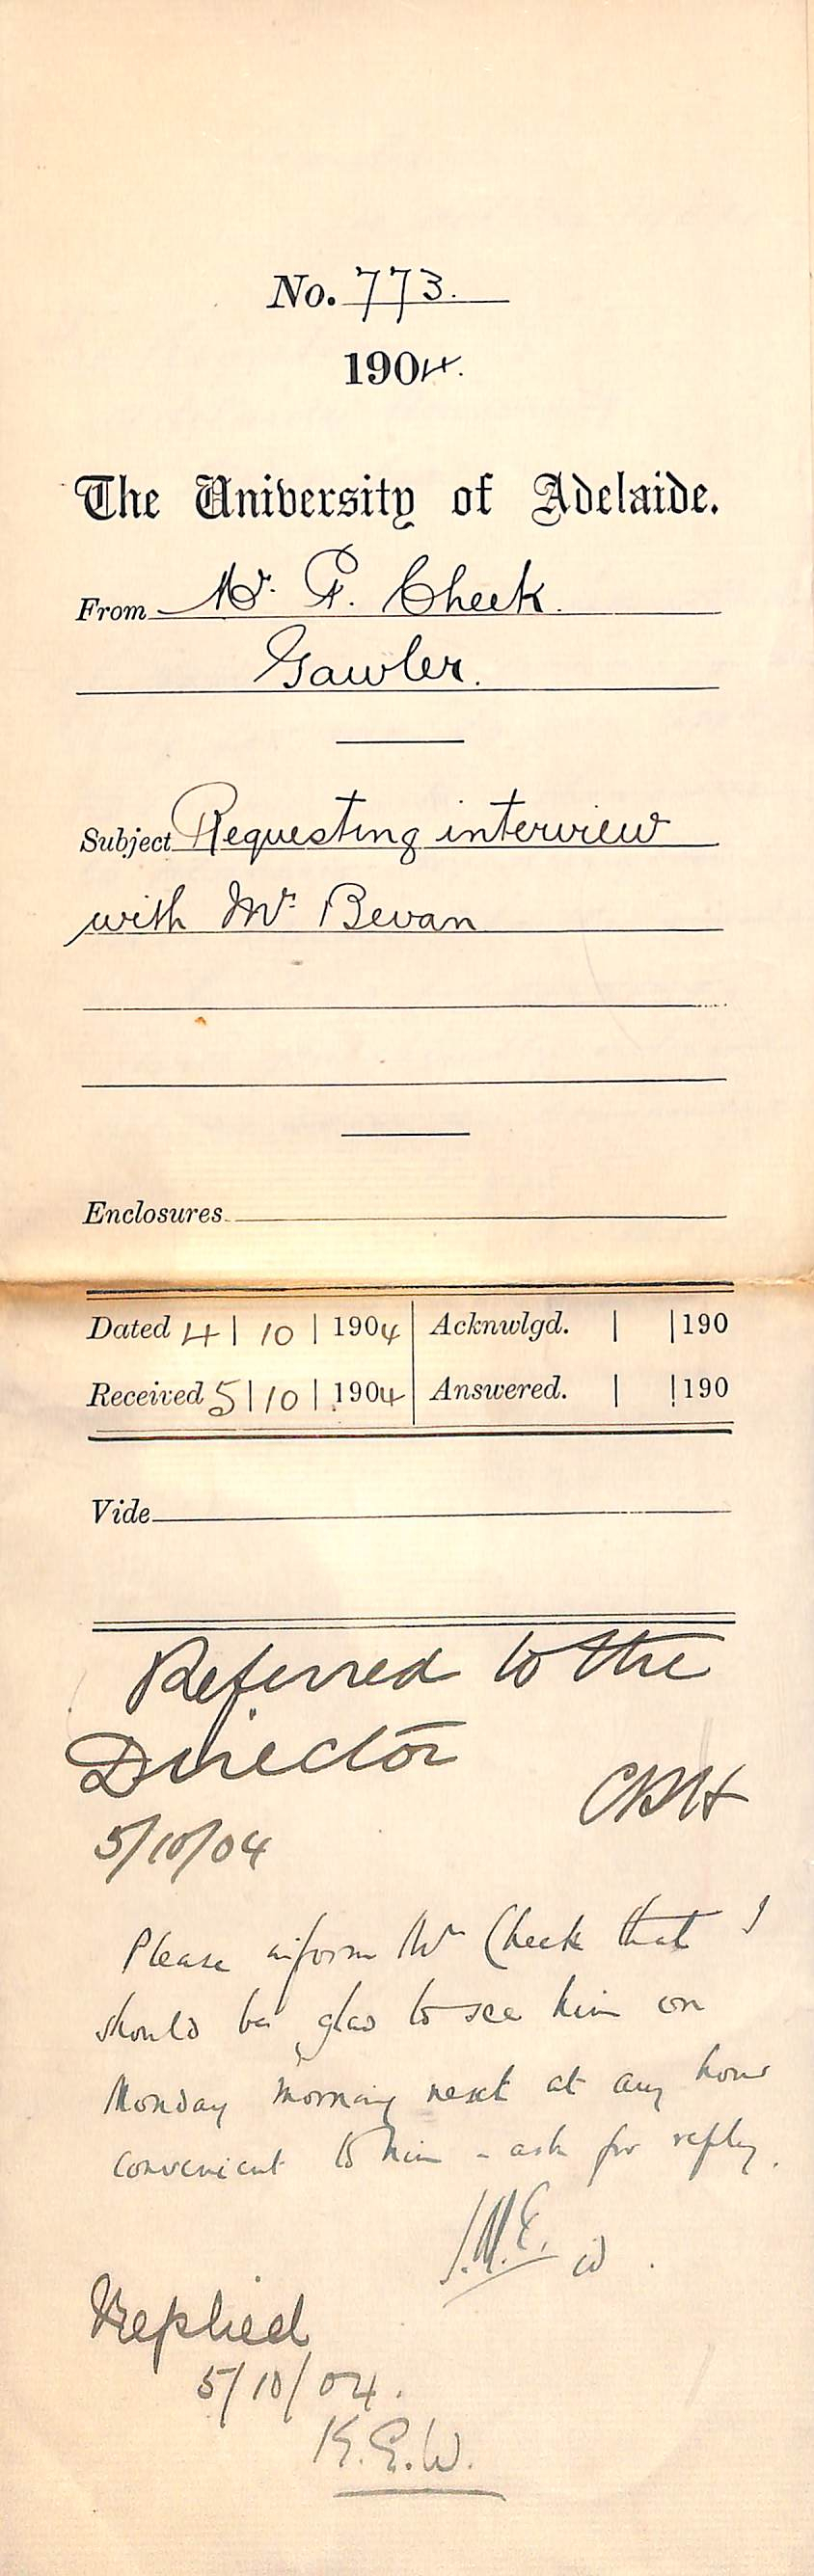 No. 773.
1904.
The University of Adelaide.
From Mr. F. Cheek.
Gawler.
Subject Requesting interview
with Mr. Bevan
Enclosures
Dated 4 | 10 | 1904 Acknwlgd. | | 190
Received 5 | 10 | 1904 Answered. | | 190
Vide
Referred to the
Director
CRH
5/10/04
Please inform Mr Cheek that I
should be glad to see him on
Monday morning next at any hour
convenient to him - ask for reply.
Replied
5/10/04.
K.E.W.